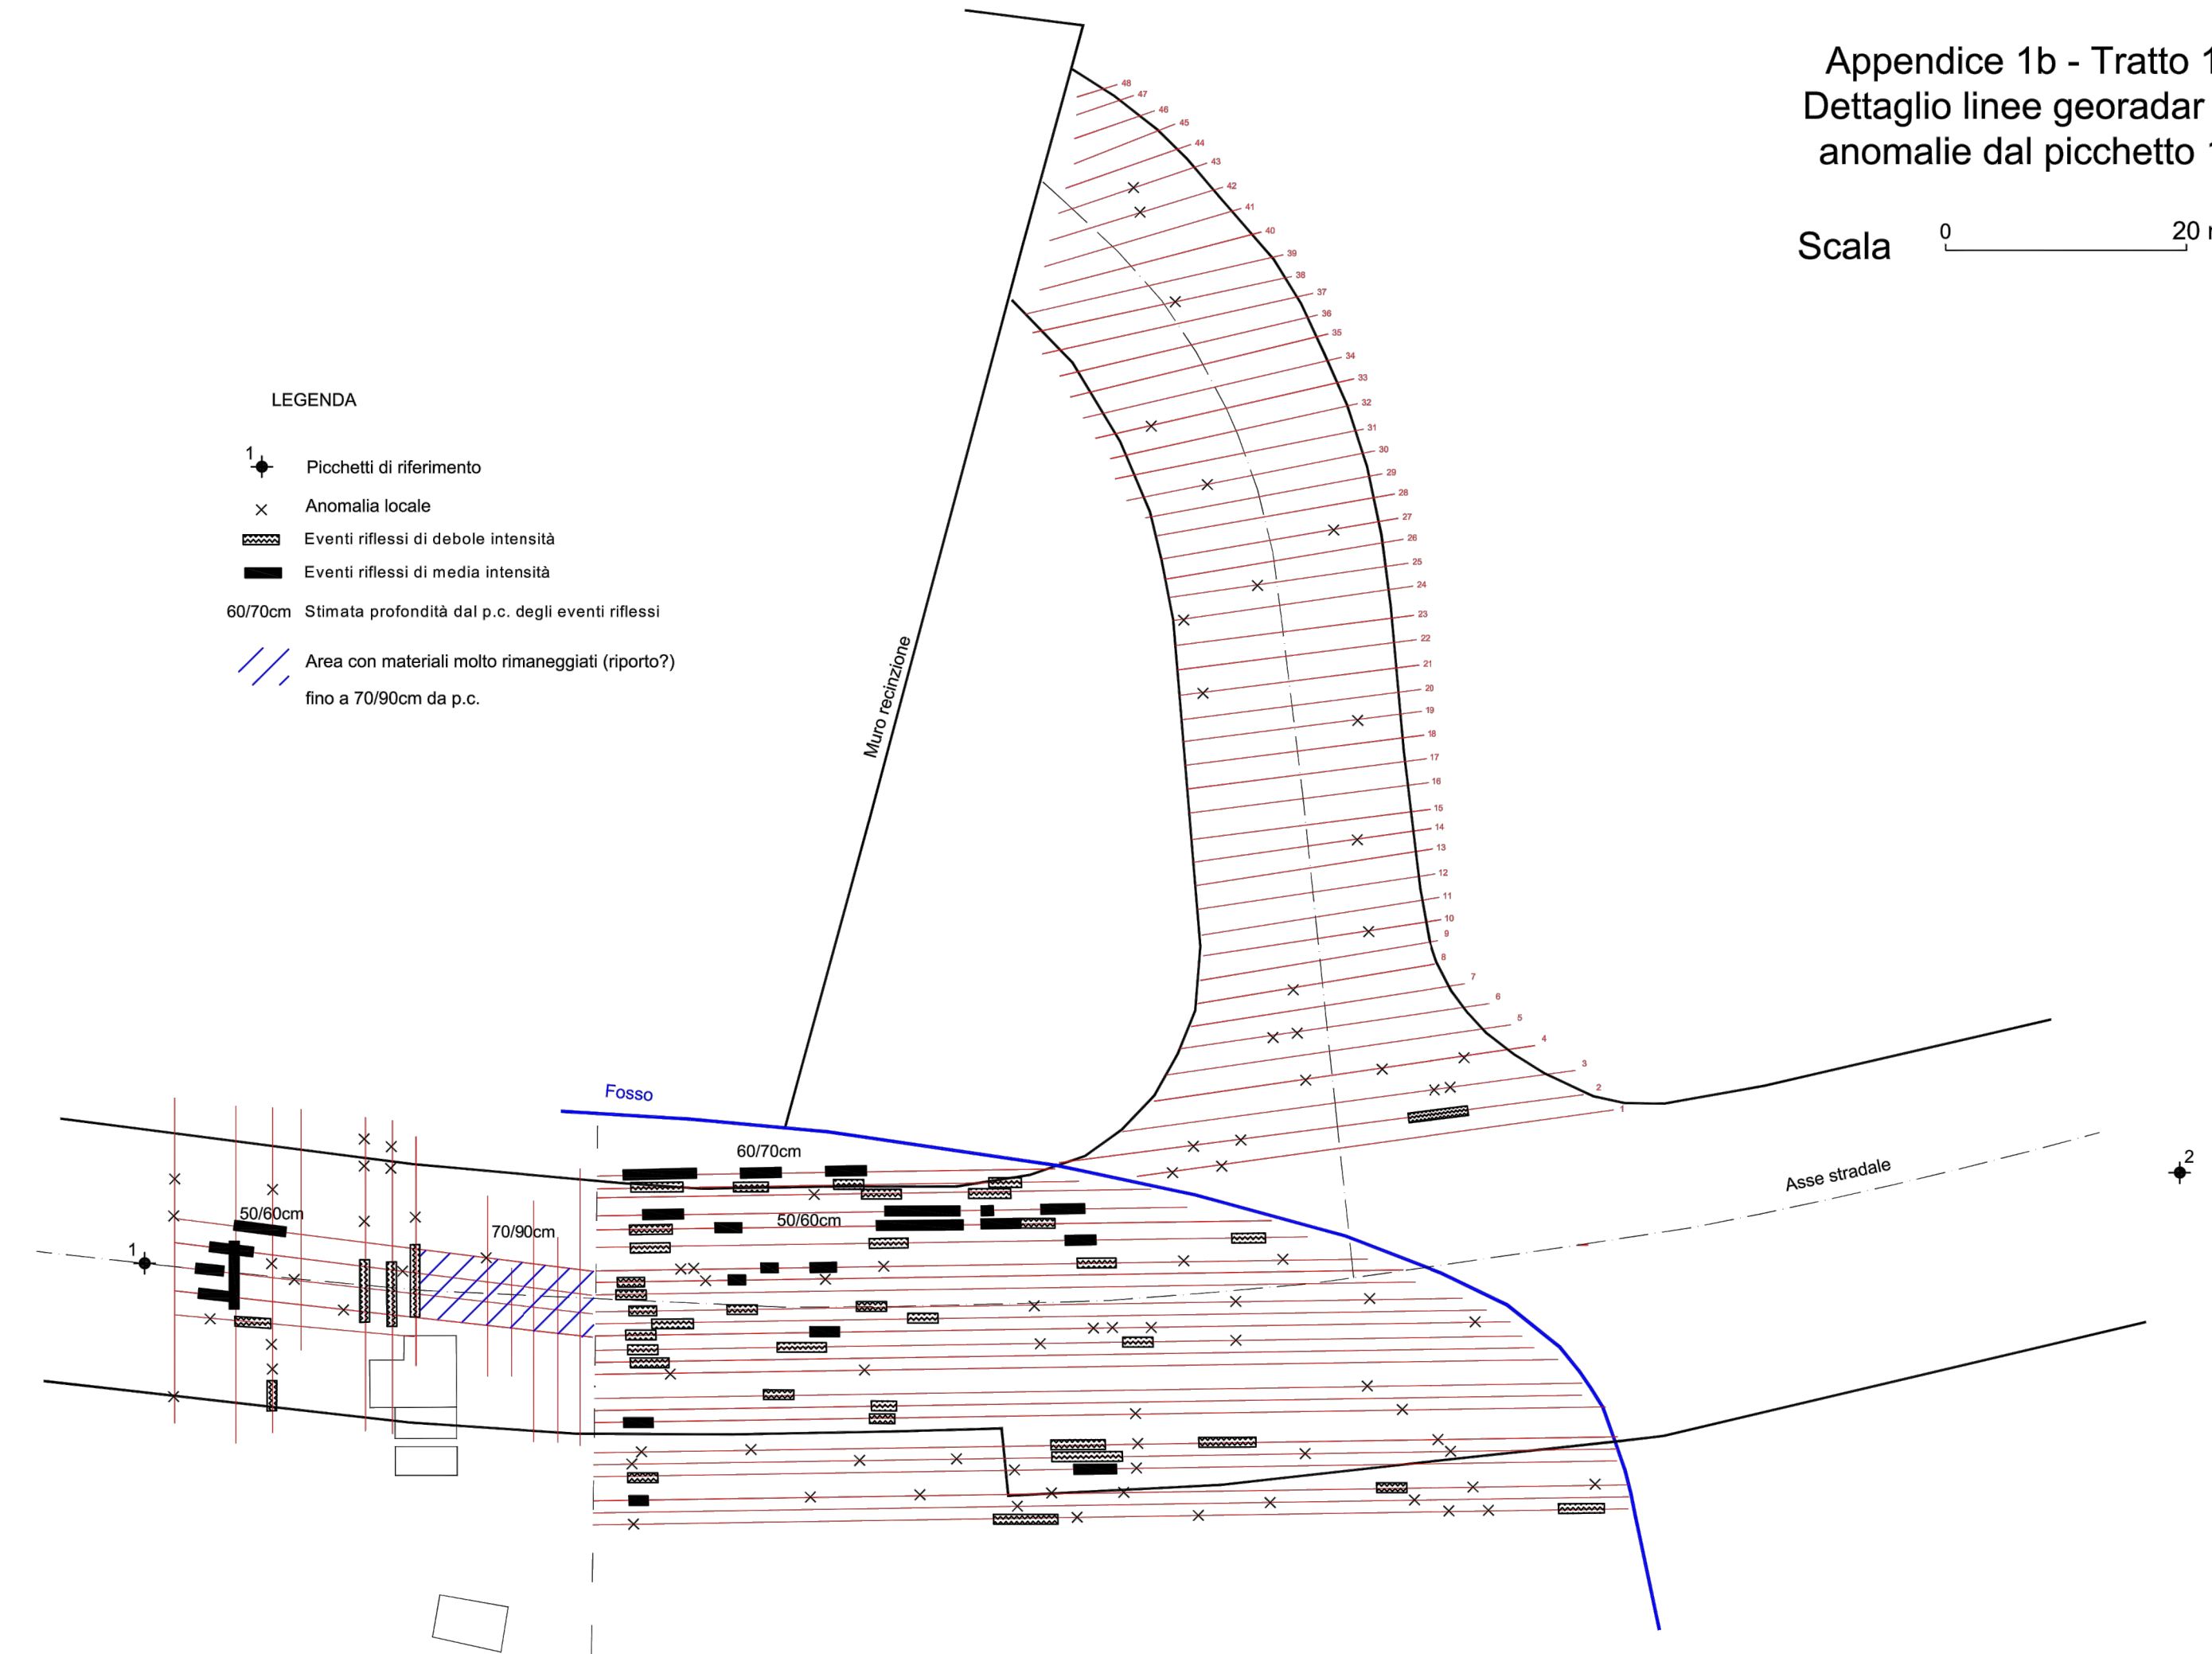 Appendice 1b - Tratto 1
Dettaglio linee georadar
anomalie dal picchetto 1
Scala
0
20
LEGENDA
1
Picchetti di riferimento
Anomalia locale
Eventi riflessi di debole intensità
Eventi riflessi di media intensità
60/70cm Stimata profondità dal p.c. degli eventi riflessi
Area con materiali molto rimaneggiati (riporto?)
fino a 70/90cm da p.c.
48
47
46
45
44
43
42
41
40
39
38
37
36
35
34
33
32
31
30
29
28
27
26
25
24
23
22
21
20
19
18
17
16
15
14
13
12
11
10
9
8
7
6
5
4
3
2
1
Muro recinzione
Fosso
60/70cm
50/60cm
50/60cm
70/90cm
1
Asse stradale
2